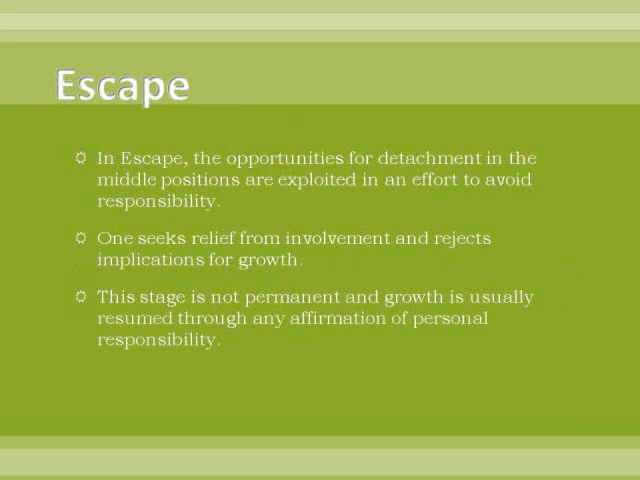 Escape
In Escape, the opportunities for detachment in the
middle positions are exploited in an effort to avoid
responsibility.
One seeks relief from involvement and rejects
implications for growth.
This stage is not permanent and growth is usually
resumed through any affirmation of personal
responsibility.